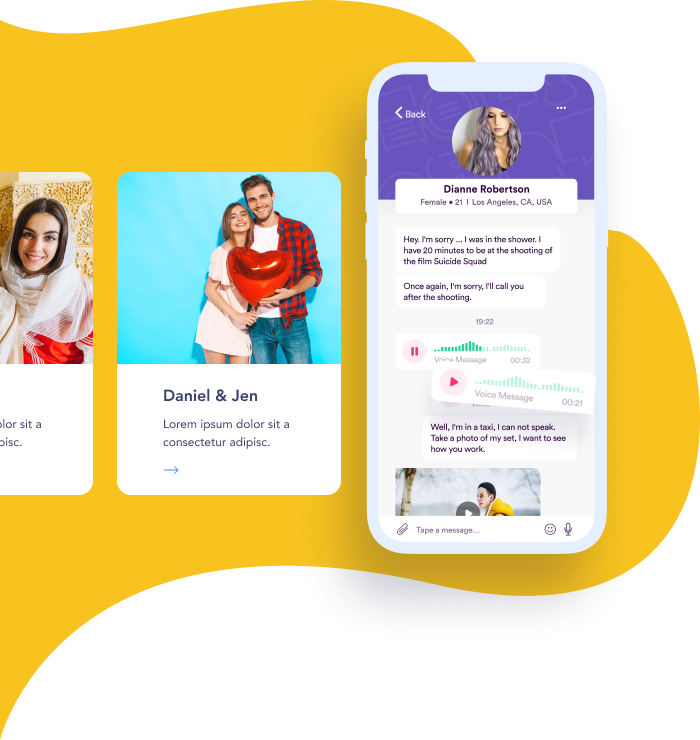 Back
Dianne Robertson
Female • 21 | Los Angeles, CA, USA
Hey. I'm sorry ... I was in the shower. I
have 20 minutes to be at the shooting of
the film Suicide Squad
Once again, I'm sorry, I'll call you
after the shooting.
19:22
Voice Message 00:32
Voice Message 00:21
Well, I'm in a taxi, I can not speak.
Take a photo of my set, I want to see
how you work.
Tape a message...
olor sit a
pisc.
Daniel & Jen
Lorem ipsum dolor sit a
consectetur adipisc.